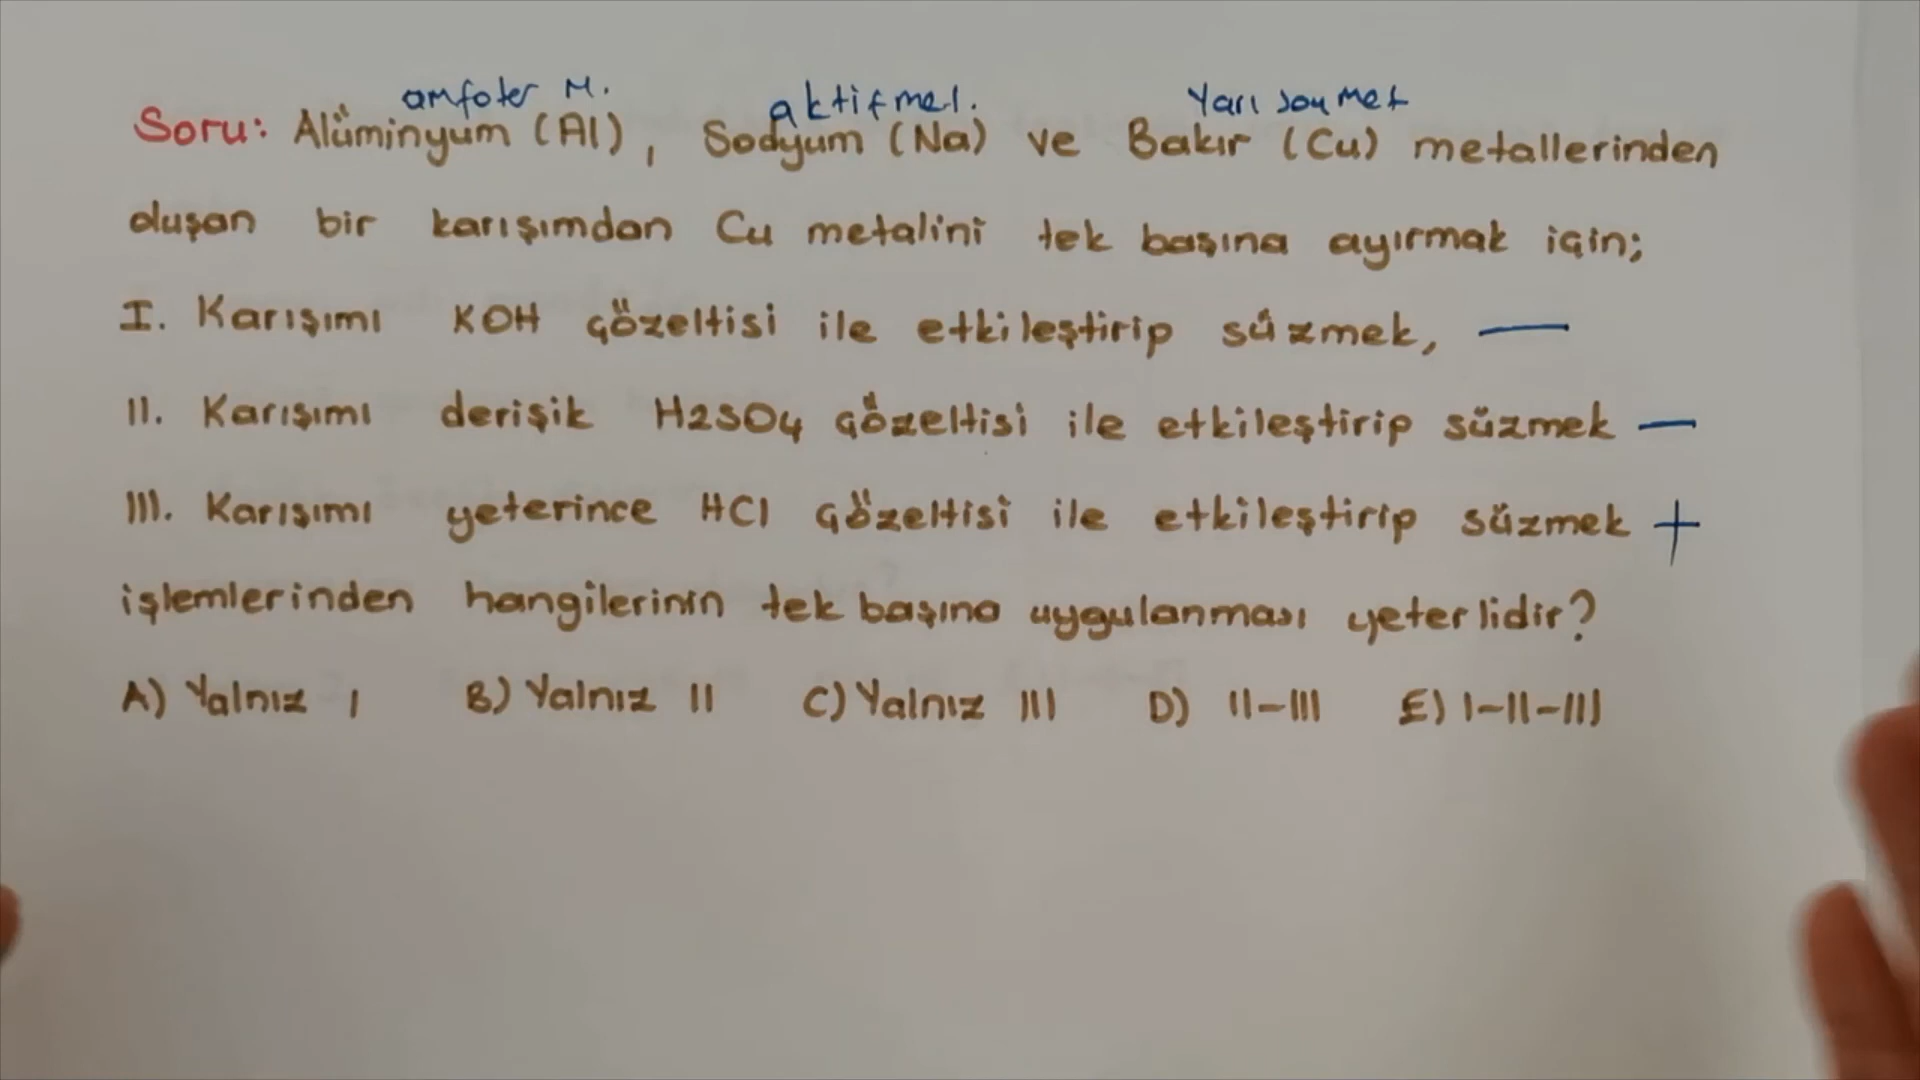 amfoter M. aktif mel. Yarı soy met
Soru: Alüminyum (Al), Sodyum (Na) ve Bakır (Cu) metallerinden
oluşan bir karışımdan Cu metalini tek başına ayırmak için;
I. Karışımı KOH çözeltisi ile etkileştirip süzmek, —
II. Karışımı derişik H2SO4 çözeltisi ile etkileştirip süzmek —
III. Karışımı yeterince HCl çözeltisi ile etkileştirip süzmek +
işlemlerinden hangilerinin tek başına uygulanması yeterlidir?
A) Yalnız I B) Yalnız II C) Yalnız III D) II-III E) I-II-III